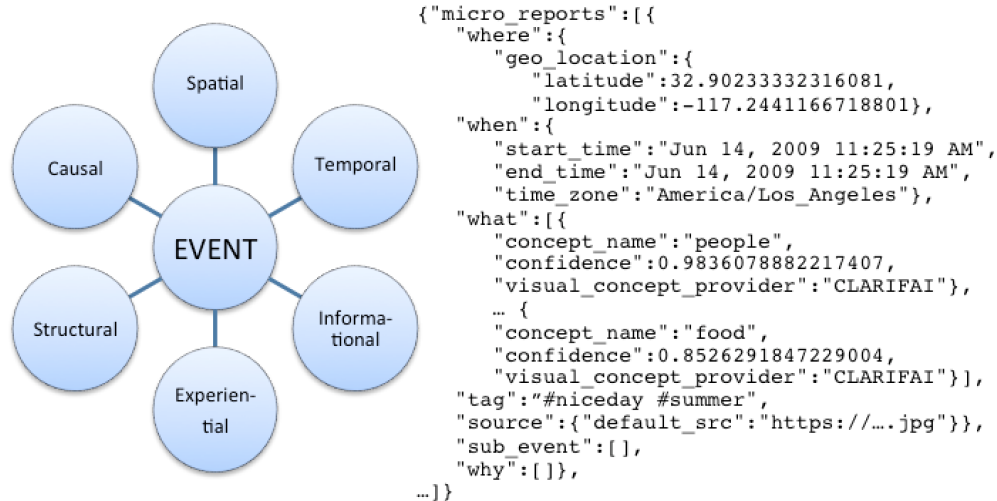 Spatial
Causal
Temporal
EVENT
Structural
Informa-
tional
Experien-
tial
{"micro_reports":[{
"where":{
"geo_location":{
"latitude":32.90233332316081,
"longitude":-117.2441166718801},
"when":{
"start_time":"Jun 14, 2009 11:25:19 AM",
"end_time":"Jun 14, 2009 11:25:19 AM",
"time_zone":"America/Los_Angeles"},
"what":[{
"concept_name":"people",
"confidence":0.9836078882217407,
"visual_concept_provider":"CLARIFAI"},
… {
"concept_name":"food",
"confidence":0.8526291847229004,
"visual_concept_provider":"CLARIFAI"}],
"tag":”#niceday #summer",
"source":{"default_src":"https://….jpg"}},
"sub_event":[],
"why":[]},
…]}